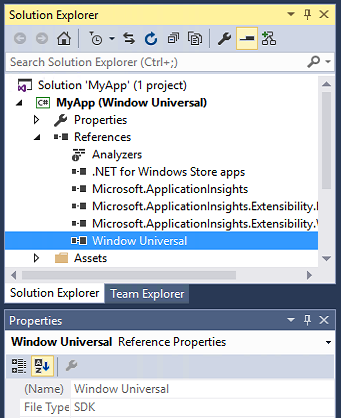 Solution Explorer
Search Solution Explorer (Ctrl+;)
Solution 'MyApp' (1 project)
C# MyApp (Window Universal)
Properties
References
Analyzers
.NET for Windows Store apps
Microsoft.ApplicationInsights
Microsoft.ApplicationInsights.Extensibility.
Microsoft.ApplicationInsights.Extensibility.
Window Universal
Assets
Solution Explorer Team Explorer
Properties
Window Universal Reference Properties
(Name) Window Universal
File Type SDK